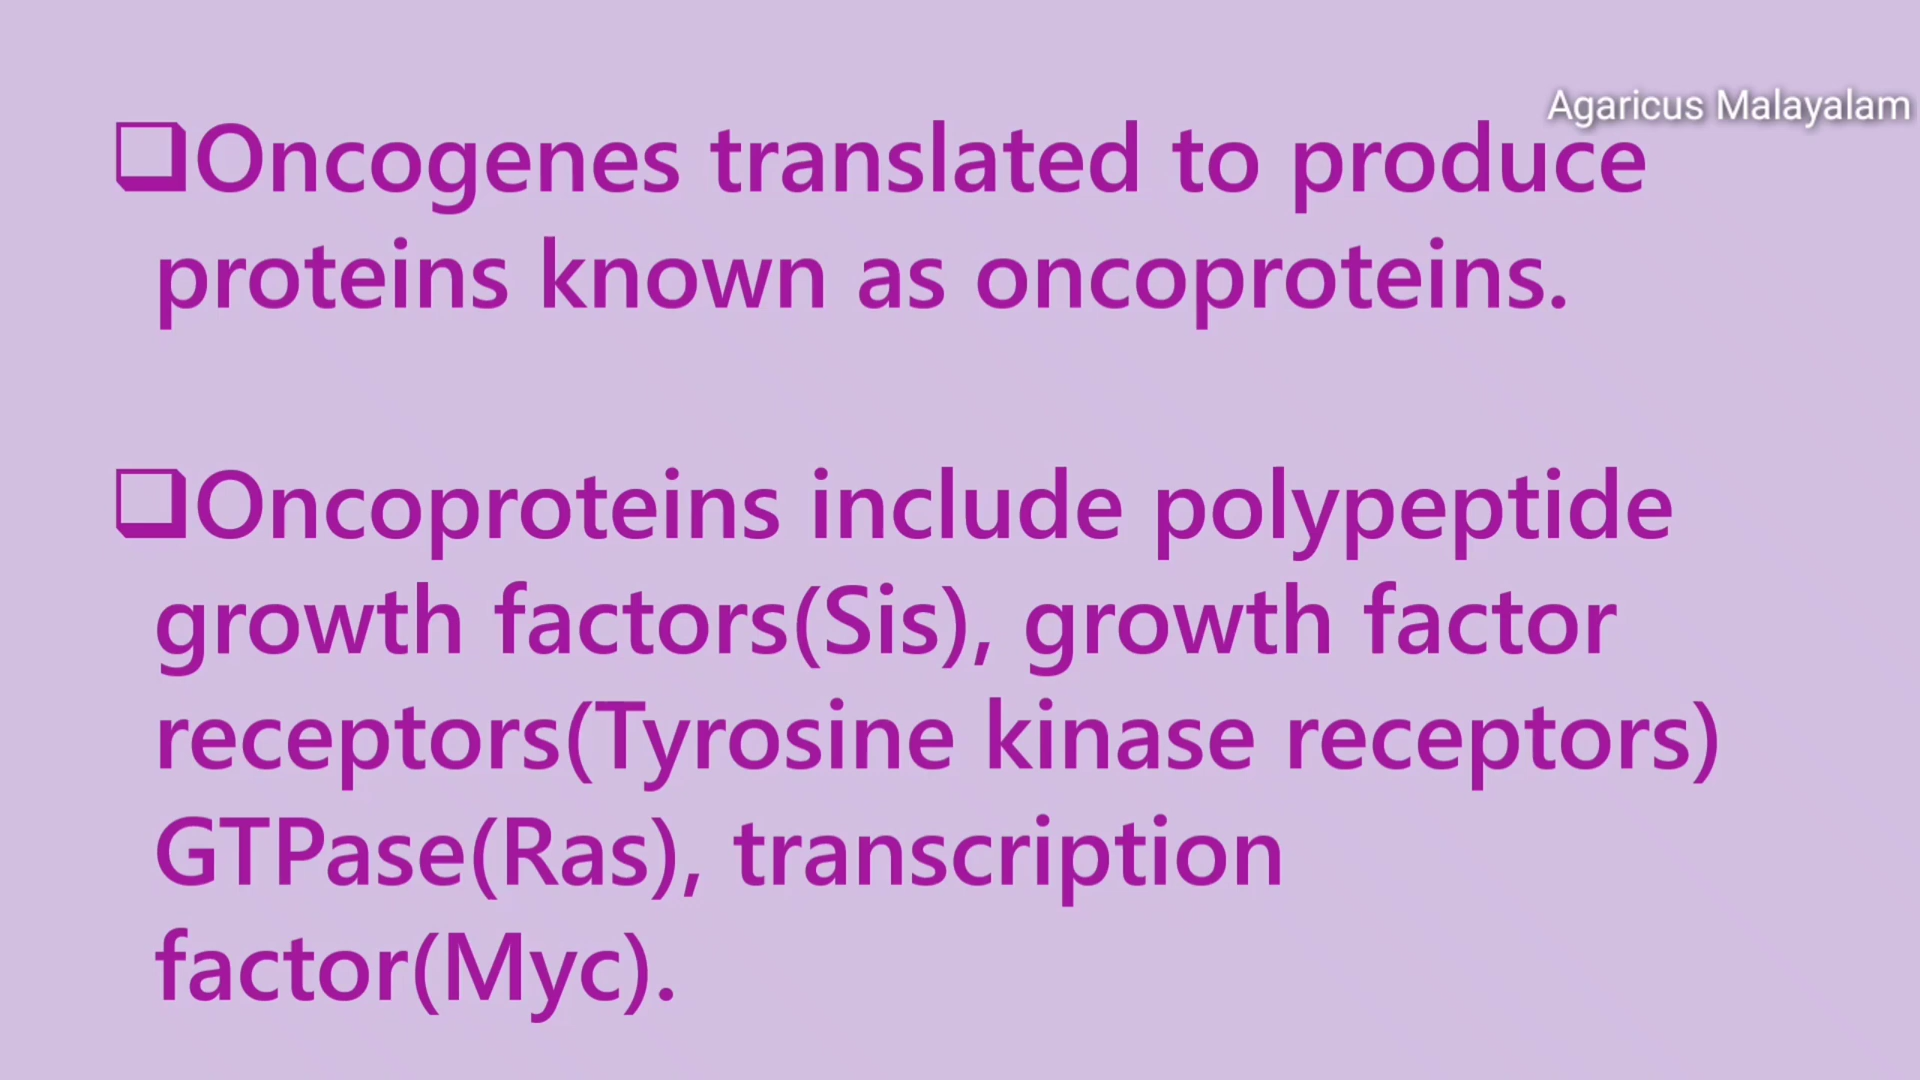 Agaricus Malayalam
❑Oncogenes translated to produce
proteins known as oncoproteins.
❑Oncoproteins include polypeptide
growth factors(Sis), growth factor
receptors(Tyrosine kinase receptors)
GTPase(Ras), transcription
factor(Myc).